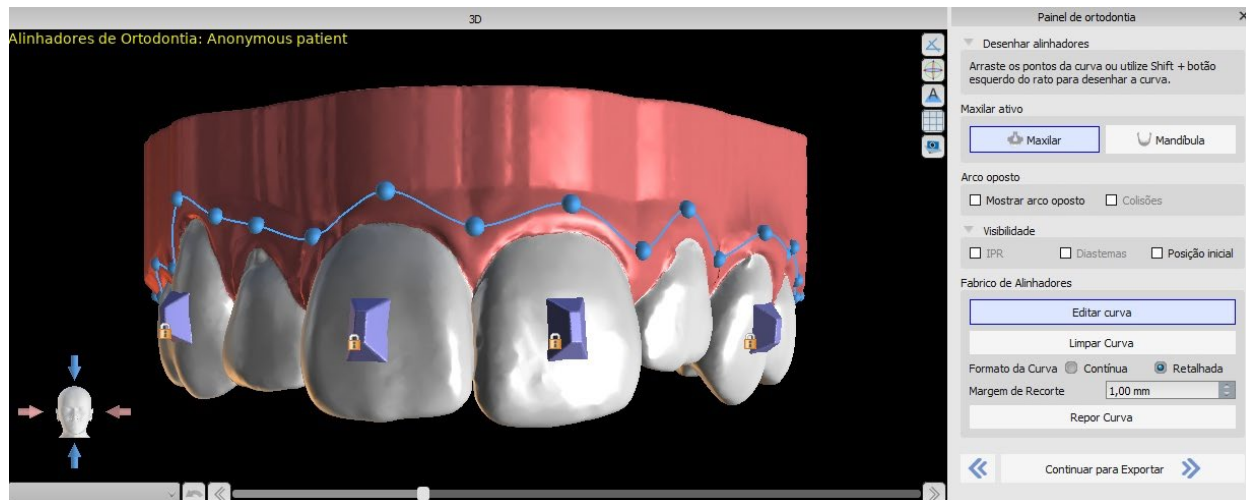 3D
Alinhadores de Ortodontia: Anonymous patient
Painel de ortodontia
Desenhar alinhadores
Arraste os pontos da curva ou utilize Shift + botão
esquerdo do rato para desenhar a curva.
Maxilar ativo
Maxilar
Mandíbula
Arco oposto
Mostrar arco oposto
Colisões
Visibilidade
IPR
Diastemas
Posição inicial
Fabrico de Alinhadores
Editar curva
Limpar Curva
Formato da Curva
Contínua
Retalhada
Margem de Recorte
1,00 mm
Repor Curva
Continuar para Exportar